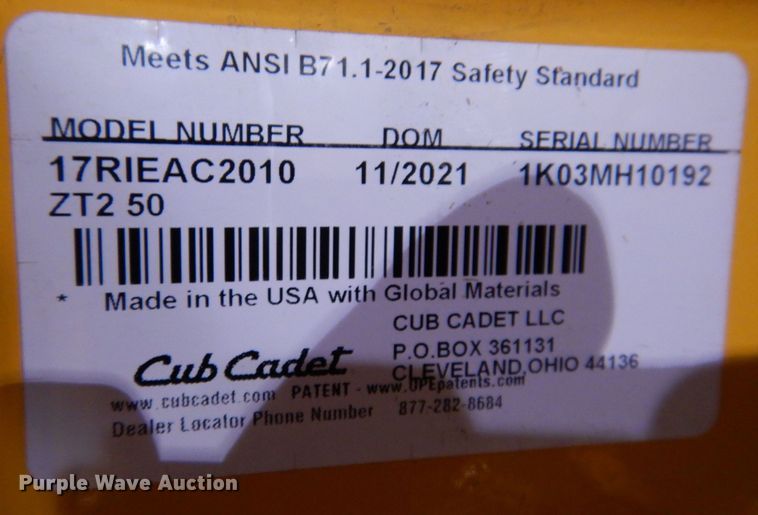 Meets ANSI B71.1-2017 Safety Standard
MODEL NUMBER DOM SERIAL NUMBER
17RIEAC2010 11/2021 1K03MH10192
ZT2 50
* Made in the USA with Global Materials
CUB CADET LLC
P.O.BOX 361131
CLEVELAND,OHIO 44136
Cub Cadet
www.cubcadet.com PATENT - www.OPEpatents.com
Dealer Locator Phone Number 877-282-8684
Purple Wave Auction